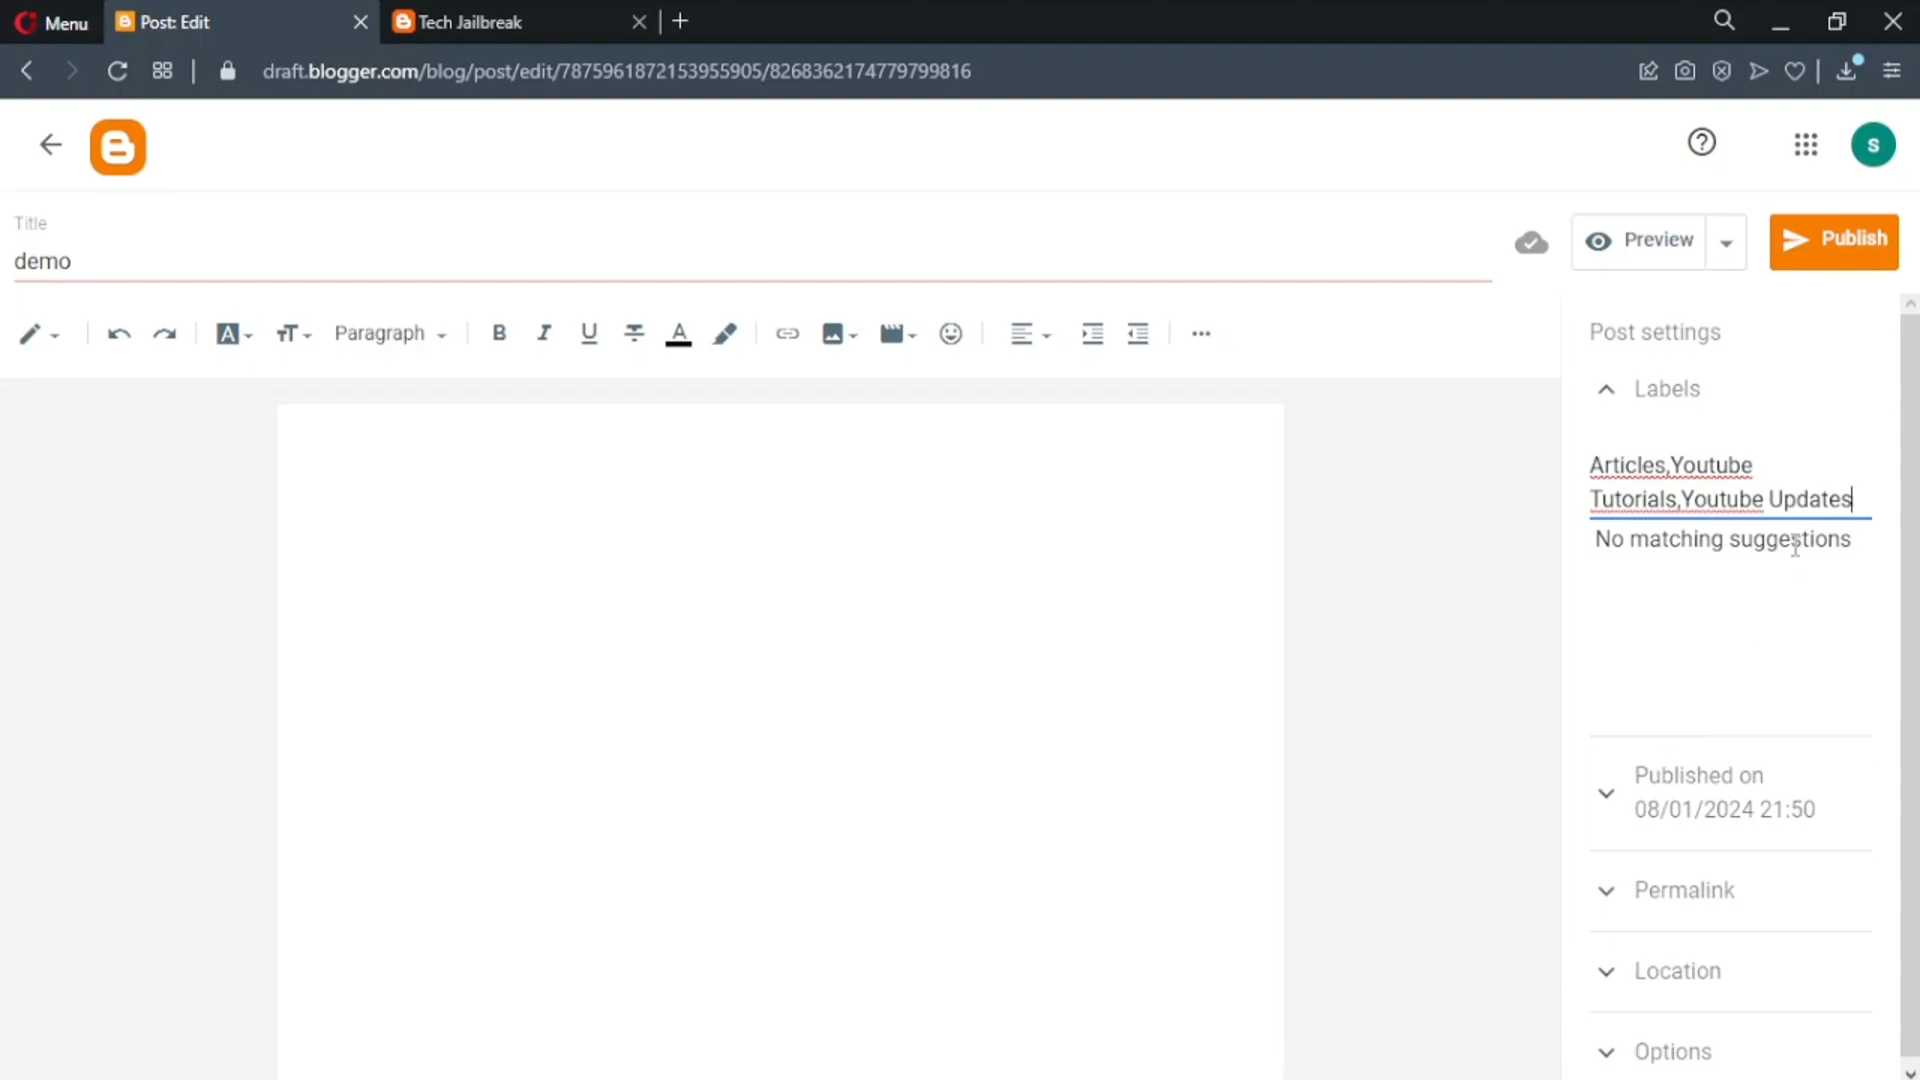 Menu
Post: Edit
Tech Jailbreak
draft.blogger.com/blog/post/edit/7875961872153955905/8268362174779799816
S
Title
demo
Preview
Publish
Paragraph
B
I
U
A
Post settings
Labels
Articles,Youtube
Tutorials,Youtube Updates
No matching suggestions
Published on
08/01/2024 21:50
Permalink
Location
Options